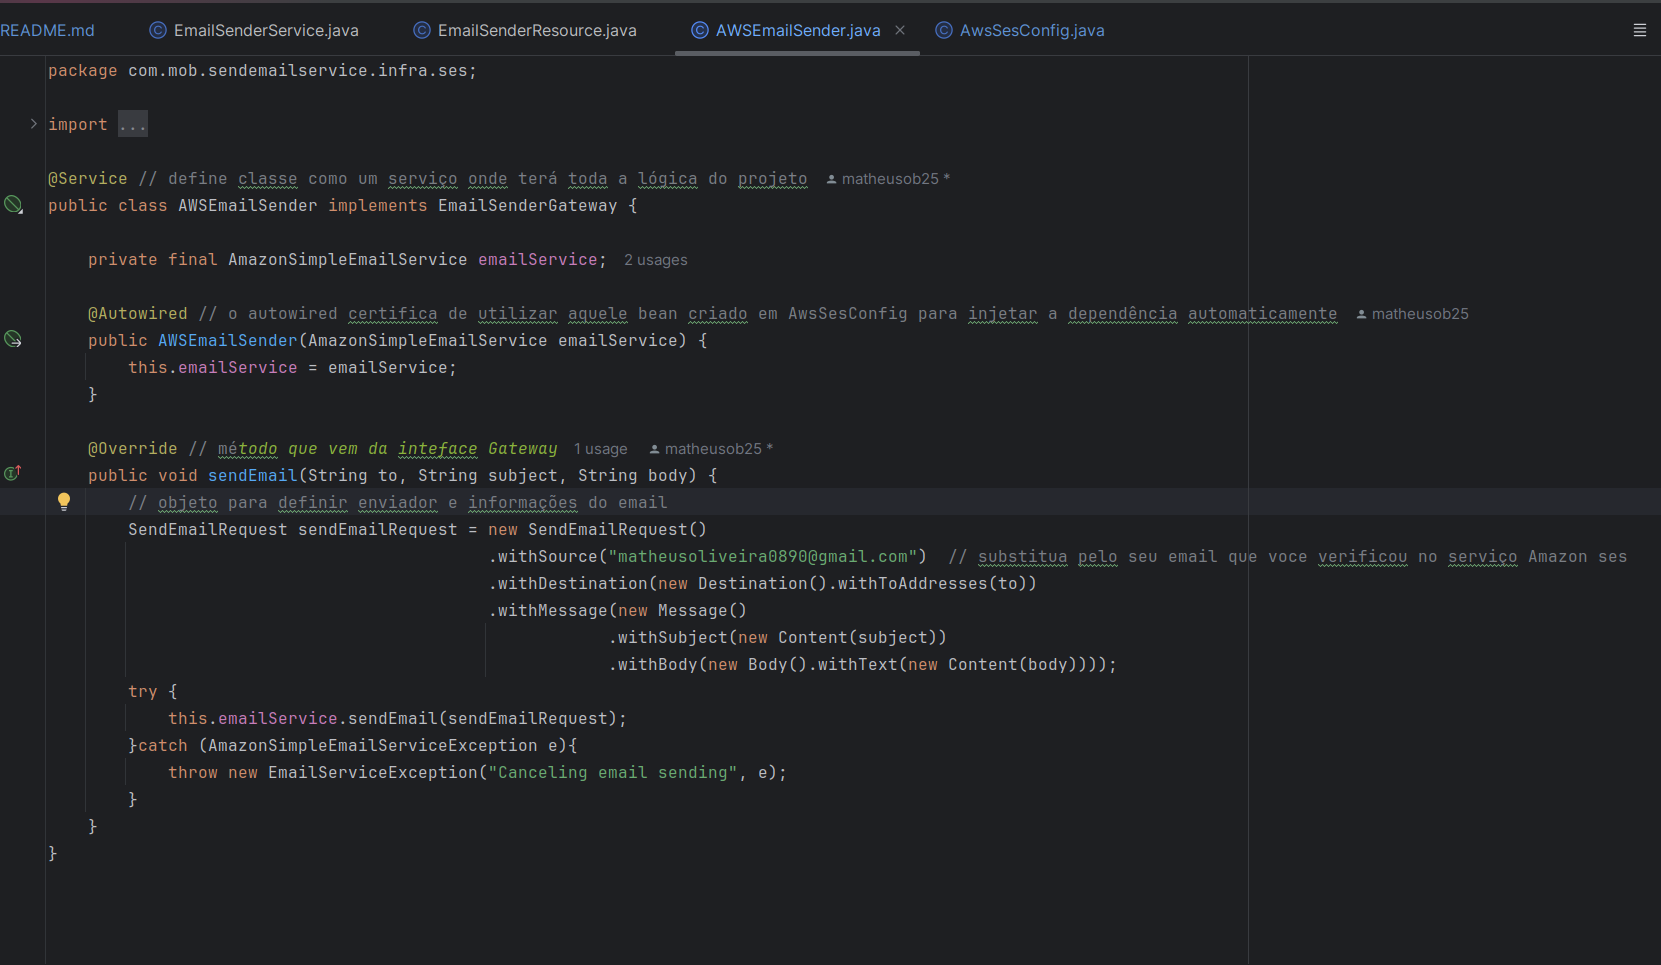 README.md EmailSenderService.java EmailSenderResource.java AWSEmailSender.java AwsSesConfig.java
package com.mob.sendemailservice.infra.ses;
import ...
@Service // define classe como um serviço onde terá toda a lógica do projeto matheusob25 *
public class AWSEmailSender implements EmailSenderGateway {
private final AmazonSimpleEmailService emailService; 2 usages
@Autowired // o autowired certifica de utilizar aquele bean criado em AwsSesConfig para injetar a dependência automaticamente matheusob25
public AWSEmailSender(AmazonSimpleEmailService emailService) {
this.emailService = emailService;
}
@Override // método que vem da inteface Gateway 1 usage matheusob25 *
public void sendEmail(String to, String subject, String body) {
// objeto para definir enviador e informações do email
SendEmailRequest sendEmailRequest = new SendEmailRequest()
.withSource("matheusoliveira0890@gmail.com") // substitua pelo seu email que voce verificou no serviço Amazon ses
.withDestination(new Destination().withToAddresses(to))
.withMessage(new Message()
.withSubject(new Content(subject))
.withBody(new Body().withText(new Content(body))));
try {
this.emailService.sendEmail(sendEmailRequest);
}catch (AmazonSimpleEmailServiceException e){
throw new EmailServiceException("Canceling email sending", e);
}
}
}